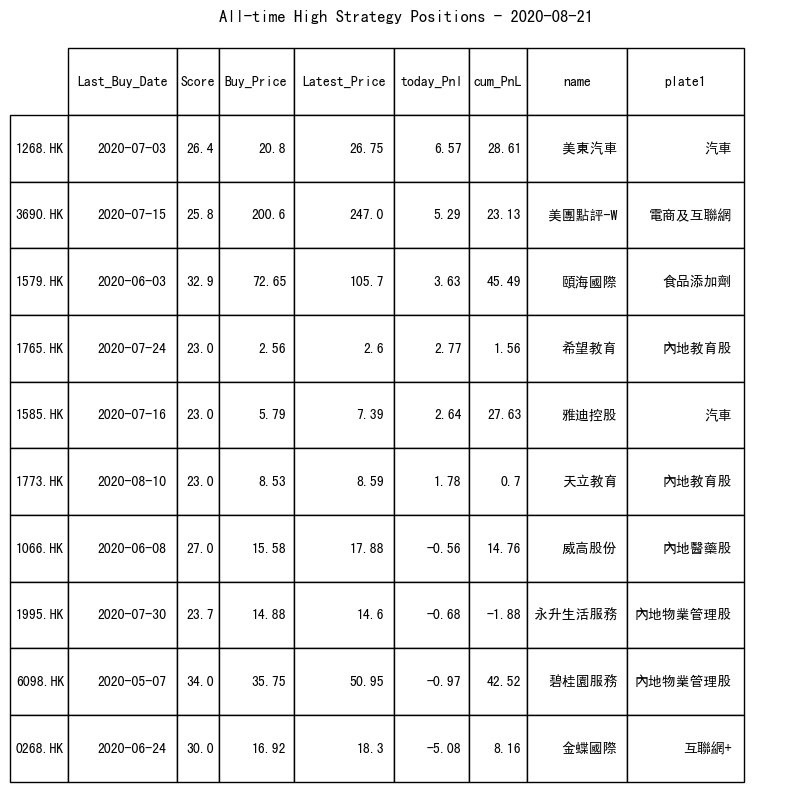 All-time High Strategy Positions - 2020-08-21
Last_Buy_Date Score Buy_Price Latest_Price today_Pnl cum_PnL name plate1
1268.HK 2020-07-03 26.4 20.8 26.75 6.57 28.61 美東汽車 汽車
3690.HK 2020-07-15 25.8 200.6 247.0 5.29 23.13 美團點評-W 電商及互聯網
1579.HK 2020-06-03 32.9 72.65 105.7 3.63 45.49 頤海國際 食品添加劑
1765.HK 2020-07-24 23.0 2.56 2.6 2.77 1.56 希望教育 內地教育股
1585.HK 2020-07-16 23.0 5.79 7.39 2.64 27.63 雅迪控股 汽車
1773.HK 2020-08-10 23.0 8.53 8.59 1.78 0.7 天立教育 內地教育股
1066.HK 2020-06-08 27.0 15.58 17.88 -0.56 14.76 威高股份 內地醫藥股
1995.HK 2020-07-30 23.7 14.88 14.6 -0.68 -1.88 永升生活服務 內地物業管理股
6098.HK 2020-05-07 34.0 35.75 50.95 -0.97 42.52 碧桂園服務 內地物業管理股
0268.HK 2020-06-24 30.0 16.92 18.3 -5.08 8.16 金蝶國際 互聯網+